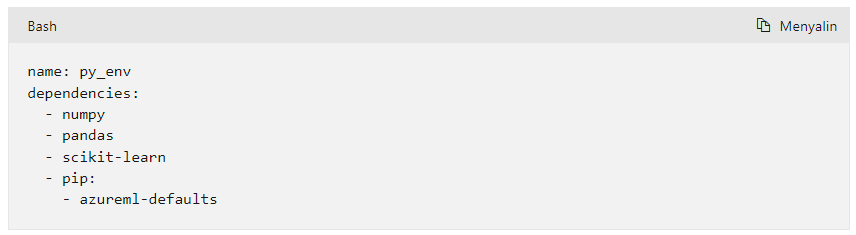 Bash
Menyalin
name: py_env
dependencies:
  - numpy
  - pandas
  - scikit-learn
  - pip:
    - azureml-defaults